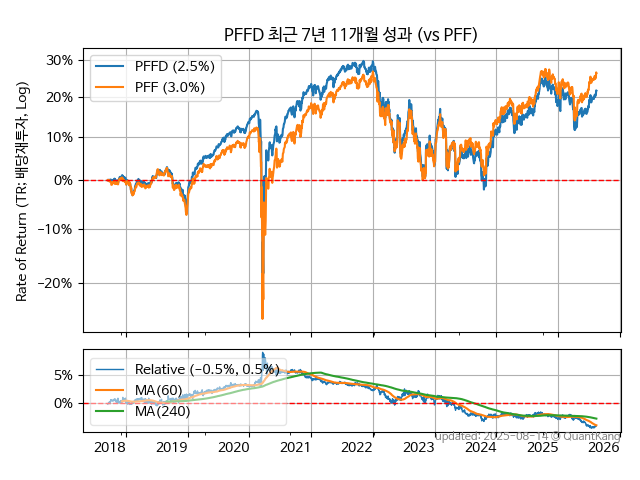 PFFD 최근 7년 11개월 성과 (vs PFF)
Rate of Return (TR: 배당재투자, Log)
30%
20%
10%
0%
−10%
−20%
PFFD (2.5%)
PFF (3.0%)
5%
0%
Relative (−0.5%, 0.5%)
MA(60)
MA(240)
updated: 2025-08-14 © QuantKang
2018 2019 2020 2021 2022 2023 2024 2025 2026